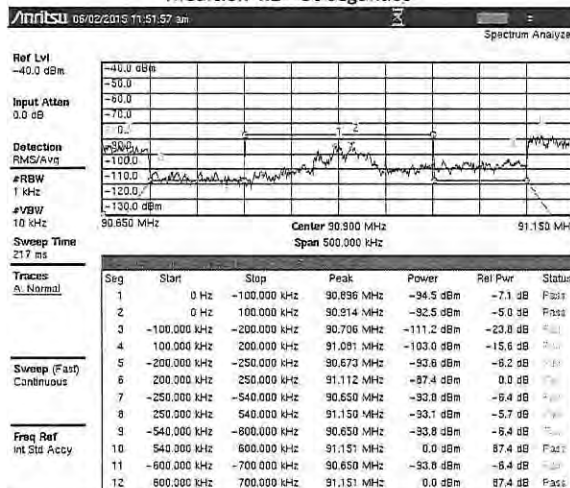 Anritsu 06/02/2015 11:51:57 am
Spectrum Analyze
Ref Lvl
-40.0 dBm
Input Atten
0.0 dB
Detection
RMS/Avg
#RBW
1 kHz
#VBW
10 kHz
Sweep Time
217 ms
Traces
A: Normal
Sweep (Fast)
Continuous
Freq Ref
Int Std Accy
-40.0 dBm
-50.0
-60.0
-70.0
-90.0
-100.0
-110.0
-120.0
-130.0 dBm
1 2
90.650 MHz Center 90.900 MHz 91.150 MH
Span 500.000 kHz
Seg Start Stop Peak Power Rel Pwr Status
1 0 Hz -100.000 kHz 90.896 MHz -94.5 dBm -7.1 dB Pass
2 0 Hz 100.000 kHz 90.914 MHz -92.5 dBm -5.0 dB Pass
3 -100.000 kHz -200.000 kHz 90.706 MHz -111.2 dBm -23.8 dB
4 100.000 kHz 200.000 kHz 91.081 MHz -103.0 dBm -15.6 dB
5 -200.000 kHz -250.000 kHz 90.673 MHz -93.6 dBm -6.2 dB
6 200.000 kHz 250.000 kHz 91.112 MHz -87.4 dBm 0.0 dB
7 -250.000 kHz -540.000 kHz 90.650 MHz -93.8 dBm -6.4 dB
8 250.000 kHz 540.000 kHz 91.150 MHz -93.1 dBm -5.7 dB
9 -540.000 kHz -600.000 kHz 90.650 MHz -93.8 dBm -6.4 dB
10 540.000 kHz 600.000 kHz 91.151 MHz 0.0 dBm 87.4 dB Pass
11 -600.000 kHz -700.000 kHz 90.650 MHz -93.8 dBm -6.4 dB
12 600.000 kHz 700.000 kHz 91.151 MHz 0.0 dBm 87.4 dB Pass